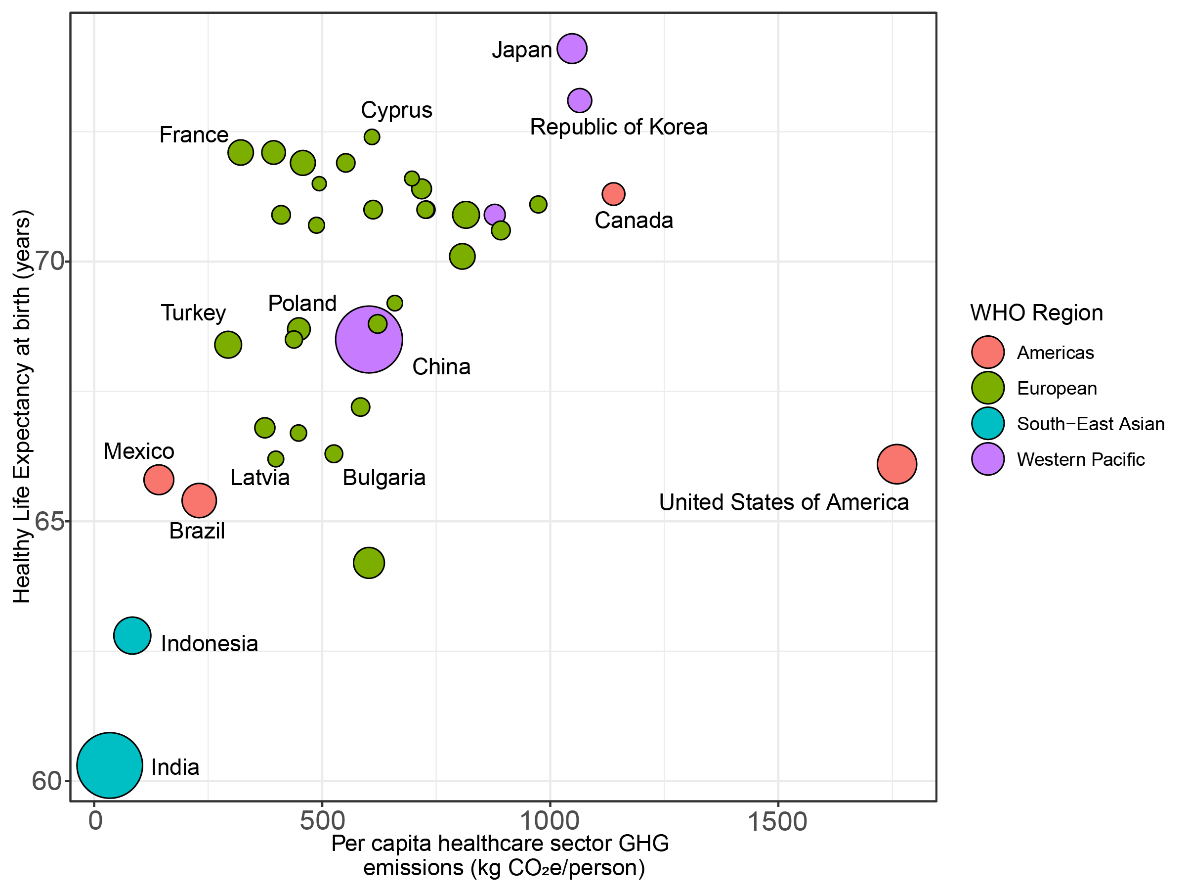 Japan
Cyprus
Republic of Korea
France
Canada
Healthy Life Expectancy at birth (years)
70
Poland
Turkey
WHO Region
Americas
China
European
South−East Asian
Mexico
Western Pacific
Latvia
Bulgaria
United States of America
65
Brazil
Indonesia
India
60
0
500
1000
1500
Per capita healthcare sector GHG
emissions (kg CO₂e/person)